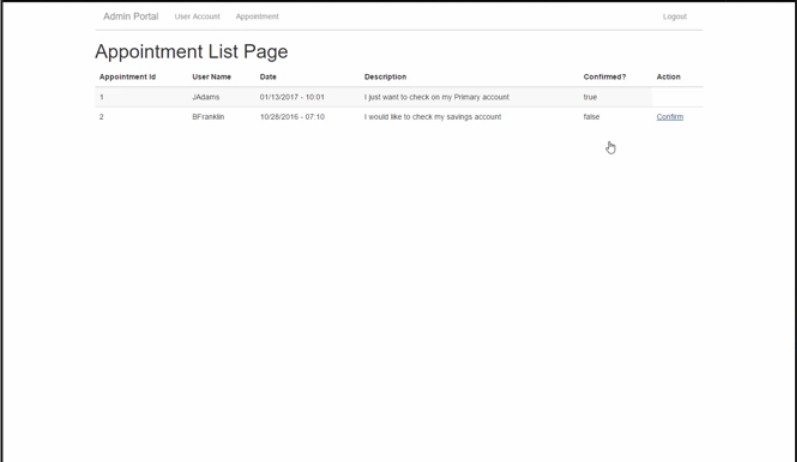 Admin Portal User Account Appointment Logout
Appointment List Page
Appointment Id User Name Date Description Confirmed? Action
1 JAdams 01/13/2017 - 10:01 I just want to check on my Primary account true
2 BFranklin 10/28/2016 - 07:10 I would like to check my savings account false Confirm